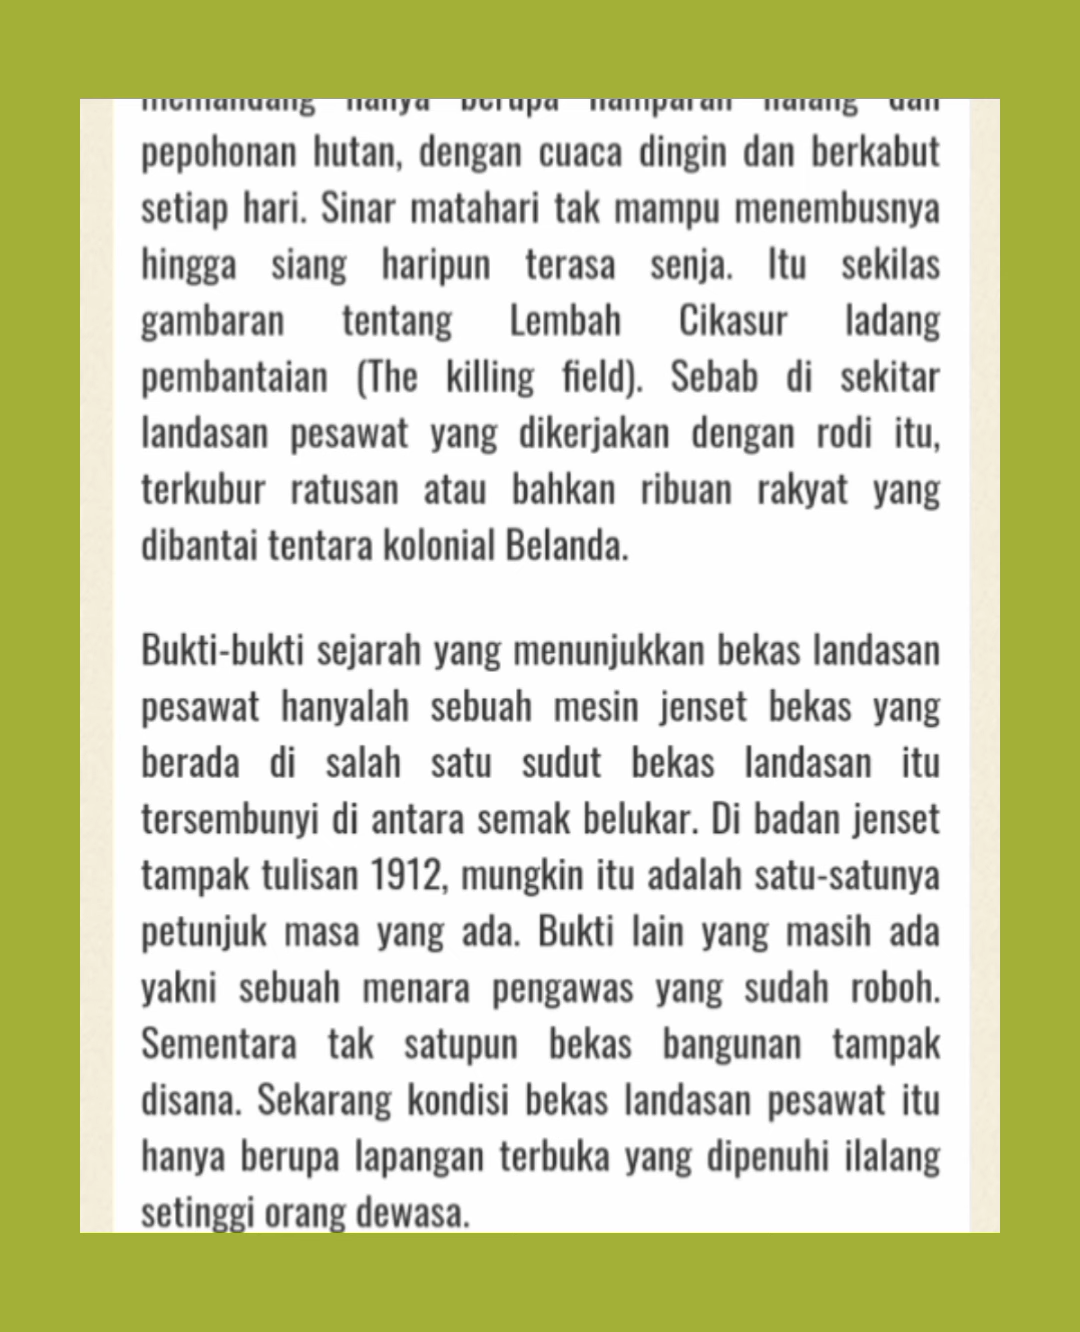 memandang hanya berupa hamparan ilalang dan
pepohonan hutan, dengan cuaca dingin dan berkabut
setiap hari. Sinar matahari tak mampu menembusnya
hingga siang haripun terasa senja. Itu sekilas
gambaran tentang Lembah Cikasur ladang
pembantaian (The killing field). Sebab di sekitar
landasan pesawat yang dikerjakan dengan rodi itu,
terkubur ratusan atau bahkan ribuan rakyat yang
dibantai tentara kolonial Belanda.
Bukti-bukti sejarah yang menunjukkan bekas landasan
pesawat hanyalah sebuah mesin jenset bekas yang
berada di salah satu sudut bekas landasan itu
tersembunyi di antara semak belukar. Di badan jenset
tampak tulisan 1912, mungkin itu adalah satu-satunya
petunjuk masa yang ada. Bukti lain yang masih ada
yakni sebuah menara pengawas yang sudah roboh.
Sementara tak satupun bekas bangunan tampak
disana. Sekarang kondisi bekas landasan pesawat itu
hanya berupa lapangan terbuka yang dipenuhi ilalang
setinggi orang dewasa.